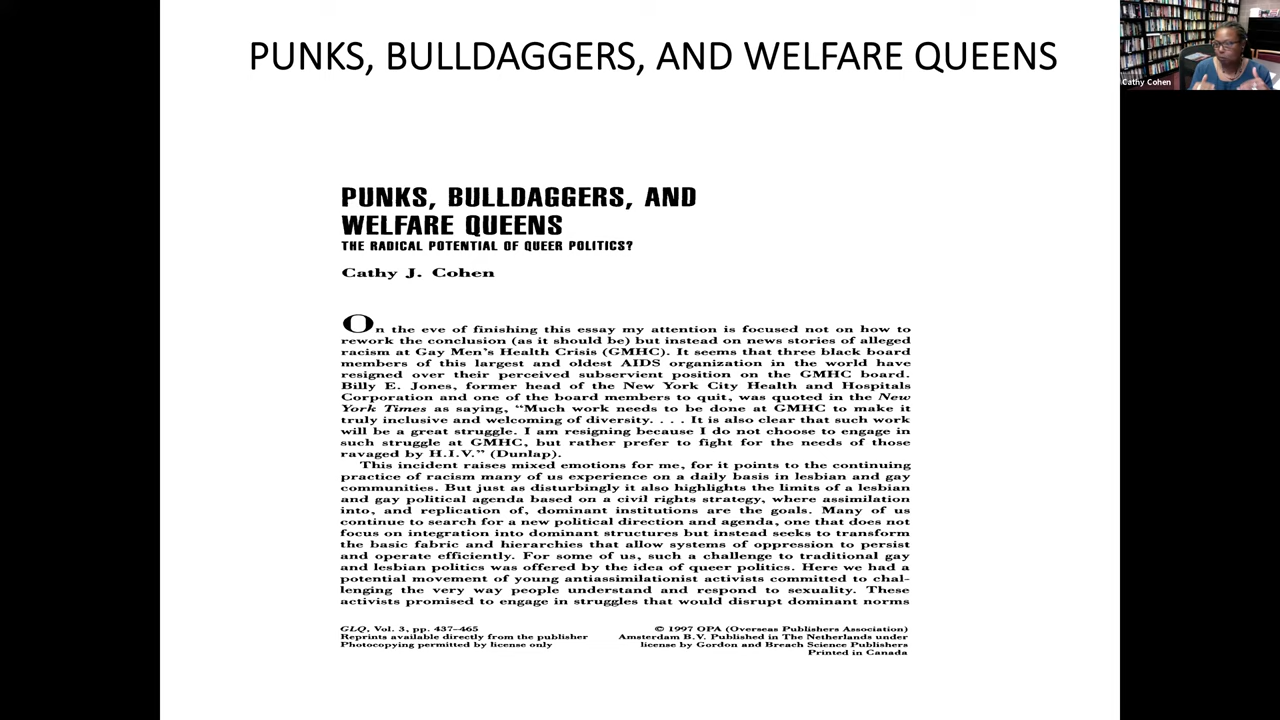 PUNKS, BULLDAGGERS, AND WELFARE QUEENS
Cathy Cohen
PUNKS, BULLDAGGERS, AND
WELFARE QUEENS
THE RADICAL POTENTIAL OF QUEER POLITICS?
Cathy J. Cohen
On the eve of finishing this essay my attention is focused not on how to
rework the conclusion (as it should be) but instead on news stories of alleged
racism at Gay Men's Health Crisis (GMHC). It seems that three black board
members of this largest and oldest AIDS organization in the world have
resigned over their perceived subservient position on the GMHC board.
Billy E. Jones, former head of the New York City Health and Hospitals
Corporation and one of the board members to quit, was quoted in the New
York Times as saying, "Much work needs to be done at GMHC to make it
truly inclusive and welcoming of diversity. . . . It is also clear that such work
will be a great struggle. I am resigning because I do not choose to engage in
such struggle at GMHC, but rather prefer to fight for the needs of those
ravaged by H.I.V." (Dunlap).
This incident raises mixed emotions for me, for it points to the continuing
practice of racism many of us experience on a daily basis in lesbian and gay
communities. But just as disturbingly it also highlights the limits of a lesbian
and gay political agenda based on a civil rights strategy, where assimilation
into, and replication of, dominant institutions are the goals. Many of us
continue to search for a new political direction and agenda, one that does not
focus on integration into dominant structures but instead seeks to transform
the basic fabric and hierarchies that allow systems of oppression to persist
and operate efficiently. For some of us, such a challenge to traditional gay
and lesbian politics was offered by the idea of queer politics. Here we had a
potential movement of young antiassimilationist activists committed to chal-
lenging the very way people understand and respond to sexuality. These
activists promised to engage in struggles that would disrupt dominant norms
GLQ, Vol. 3, pp. 437–465
Reprints available directly from the publisher
Photocopying permitted by license only
© 1997 OPA (Overseas Publishers Association)
Amsterdam B.V. Published in The Netherlands under
license by Gordon and Breach Science Publishers
Printed in Canada